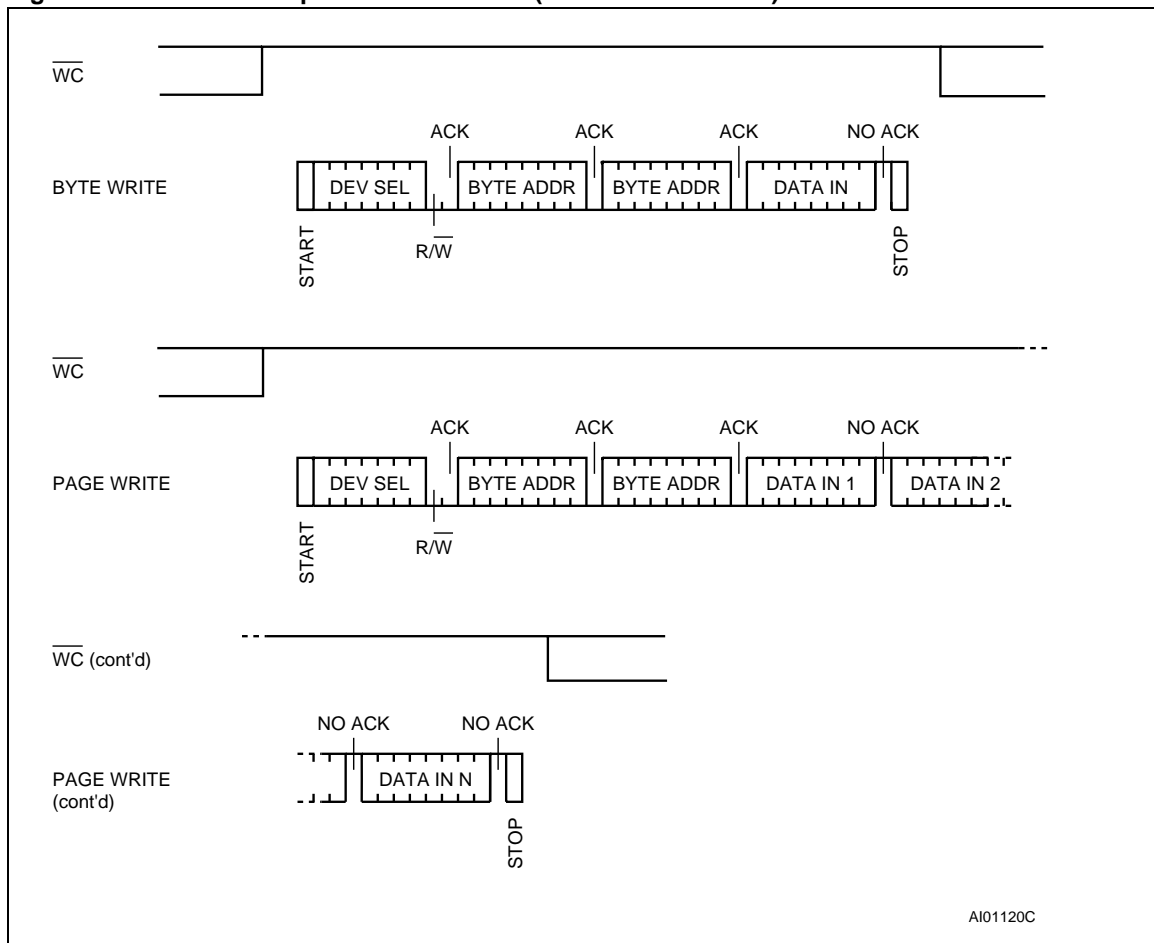 WC
ACK ACK ACK NO ACK
BYTE WRITE DEV SEL BYTE ADDR BYTE ADDR DATA IN
START R/W STOP
WC
ACK ACK ACK NO ACK
PAGE WRITE DEV SEL BYTE ADDR BYTE ADDR DATA IN 1 DATA IN 2
START R/W
WC (cont'd)
NO ACK NO ACK
PAGE WRITE DATA IN N
(cont'd)
STOP
AI01120C